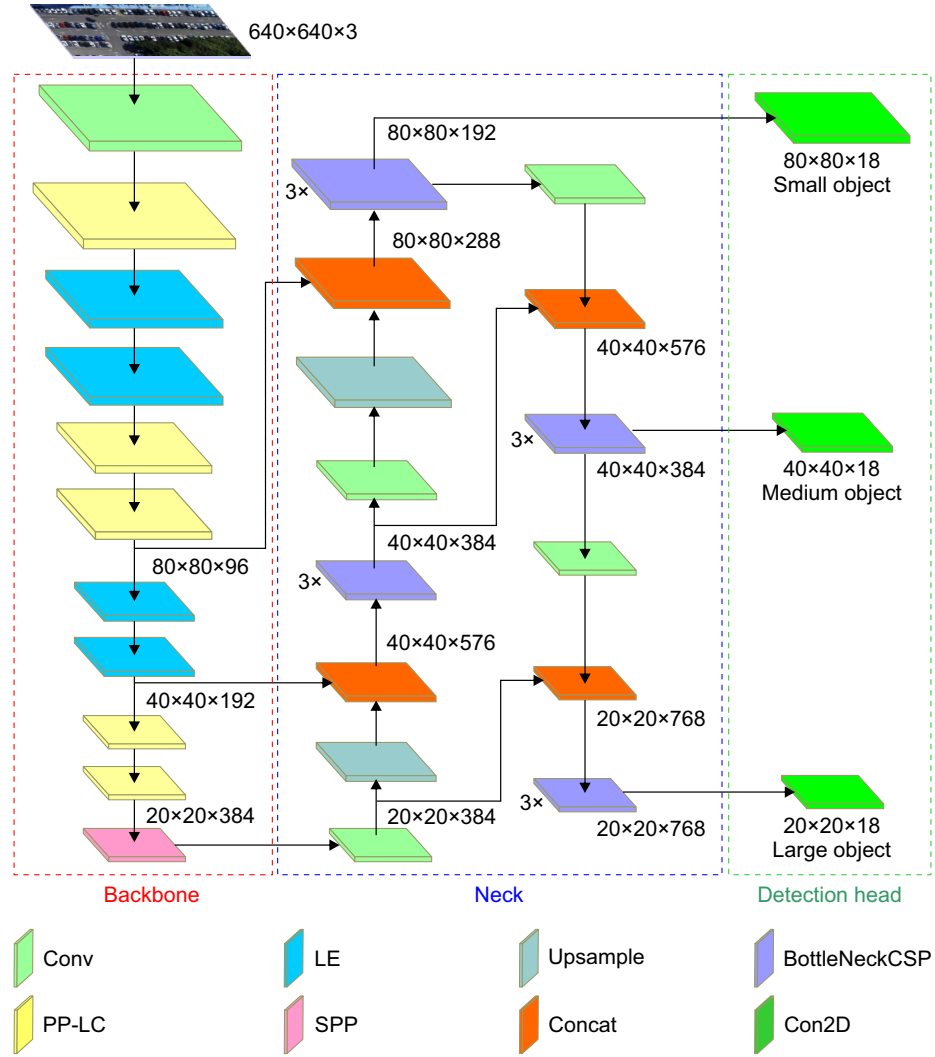 640×640×3
80×80×192
80×80×18
Small object
3×
80×80×288
40×40×576
3×
40×40×384
40×40×18
Medium object
40×40×384
80×80×96
3×
40×40×576
40×40×192
20×20×768
20×20×384
20×20×384
3×
20×20×768
20×20×18
Large object
Backbone
Neck
Detection head
Conv
LE
Upsample
BottleNeckCSP
PP-LC
SPP
Concat
Con2D